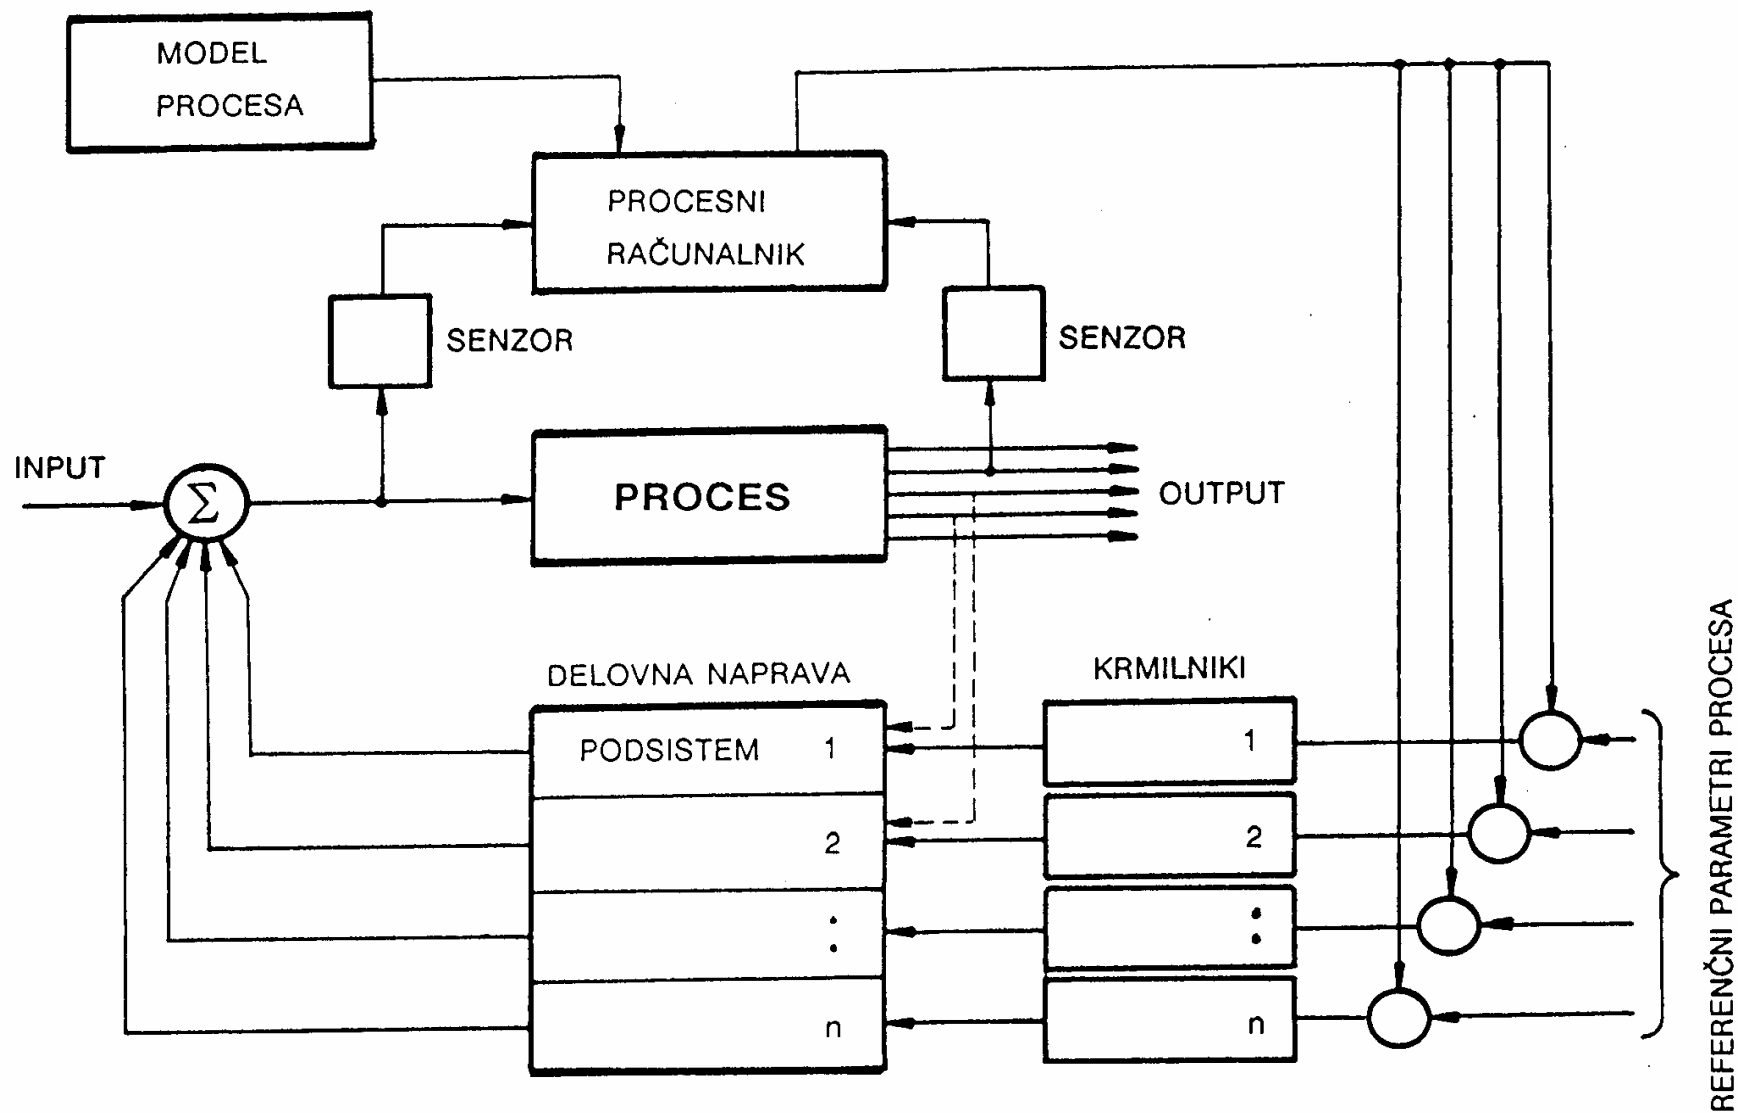 MODEL
PROCESA
PROCESNI
RAČUNALNIK
SENZOR
SENZOR
INPUT
Σ
PROCES
OUTPUT
DELOVNA NAPRAVA
KRMILNIKI
PODSISTEM 1
1
2
2
:
:
n
n
REFERENČNI PARAMETRI PROCESA